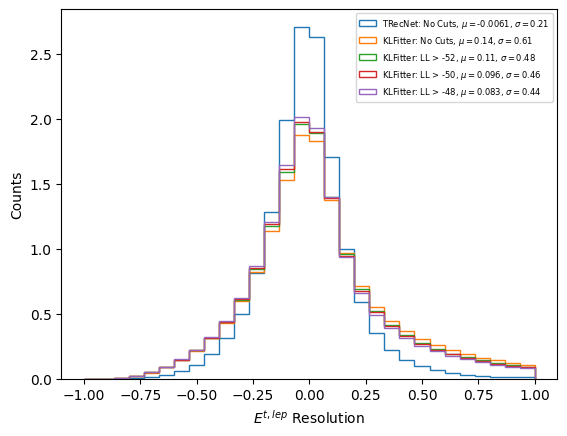 TRecNet: No Cuts, μ=-0.0061, σ=0.21
KLFitter: No Cuts, μ=0.14, σ=0.61
KLFitter: LL > -52, μ=0.11, σ=0.48
KLFitter: LL > -50, μ=0.096, σ=0.46
KLFitter: LL > -48, μ=0.083, σ=0.44
Counts
2.5
2.0
1.5
1.0
0.5
0.0
−1.00 −0.75 −0.50 −0.25 0.00 0.25 0.50 0.75 1.00
E^{t, lep} Resolution